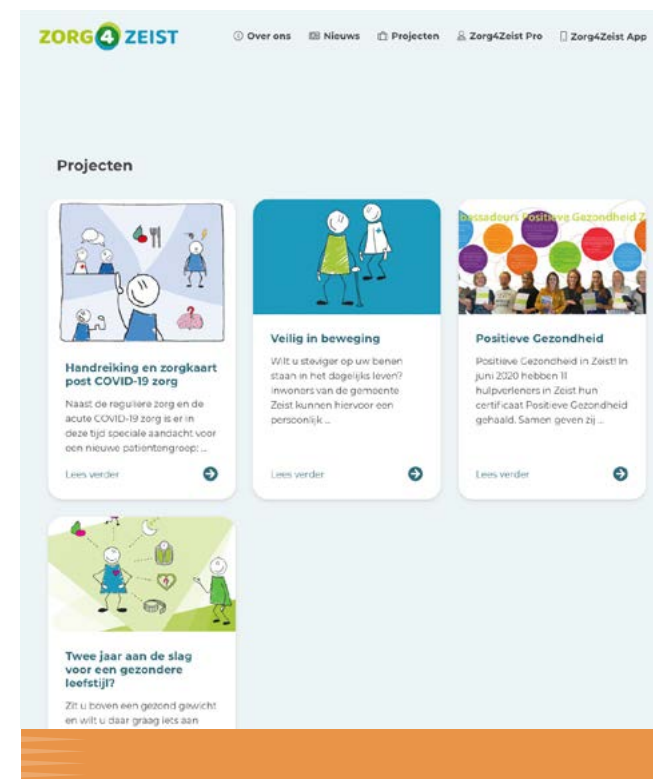 ZORG4ZEIST
Over ons
Nieuws
Projecten
Zorg4Zeist Pro
Zorg4Zeist App
Projecten
Handreiking en zorgkaart
post COVID-19 zorg
Naast de reguliere zorg en de
acute COVID-19 zorg is er in
deze tijd speciale aandacht voor
een nieuwe patientengroep: ...
Lees verder
Veilig in beweging
Wilt u steviger op uw benen
staan in het dagelijks leven?
Inwoners van de gemeente
Zeist kunnen hiervoor een
persoonlijk ...
Lees verder
bassadeurs Positieve Gezondheid Z
Positieve Gezondheid
Positieve Gezondheid in Zeist! In
juni 2020 hebben 11
hulpverleners in Zeist hun
certificaat Positieve Gezondheid
gehaald. Samen geven zij ...
Lees verder
Twee jaar aan de slag
voor een gezondere
leefstijl?
Zit u boven een gezond gewicht
en wilt u daar graag iets aan